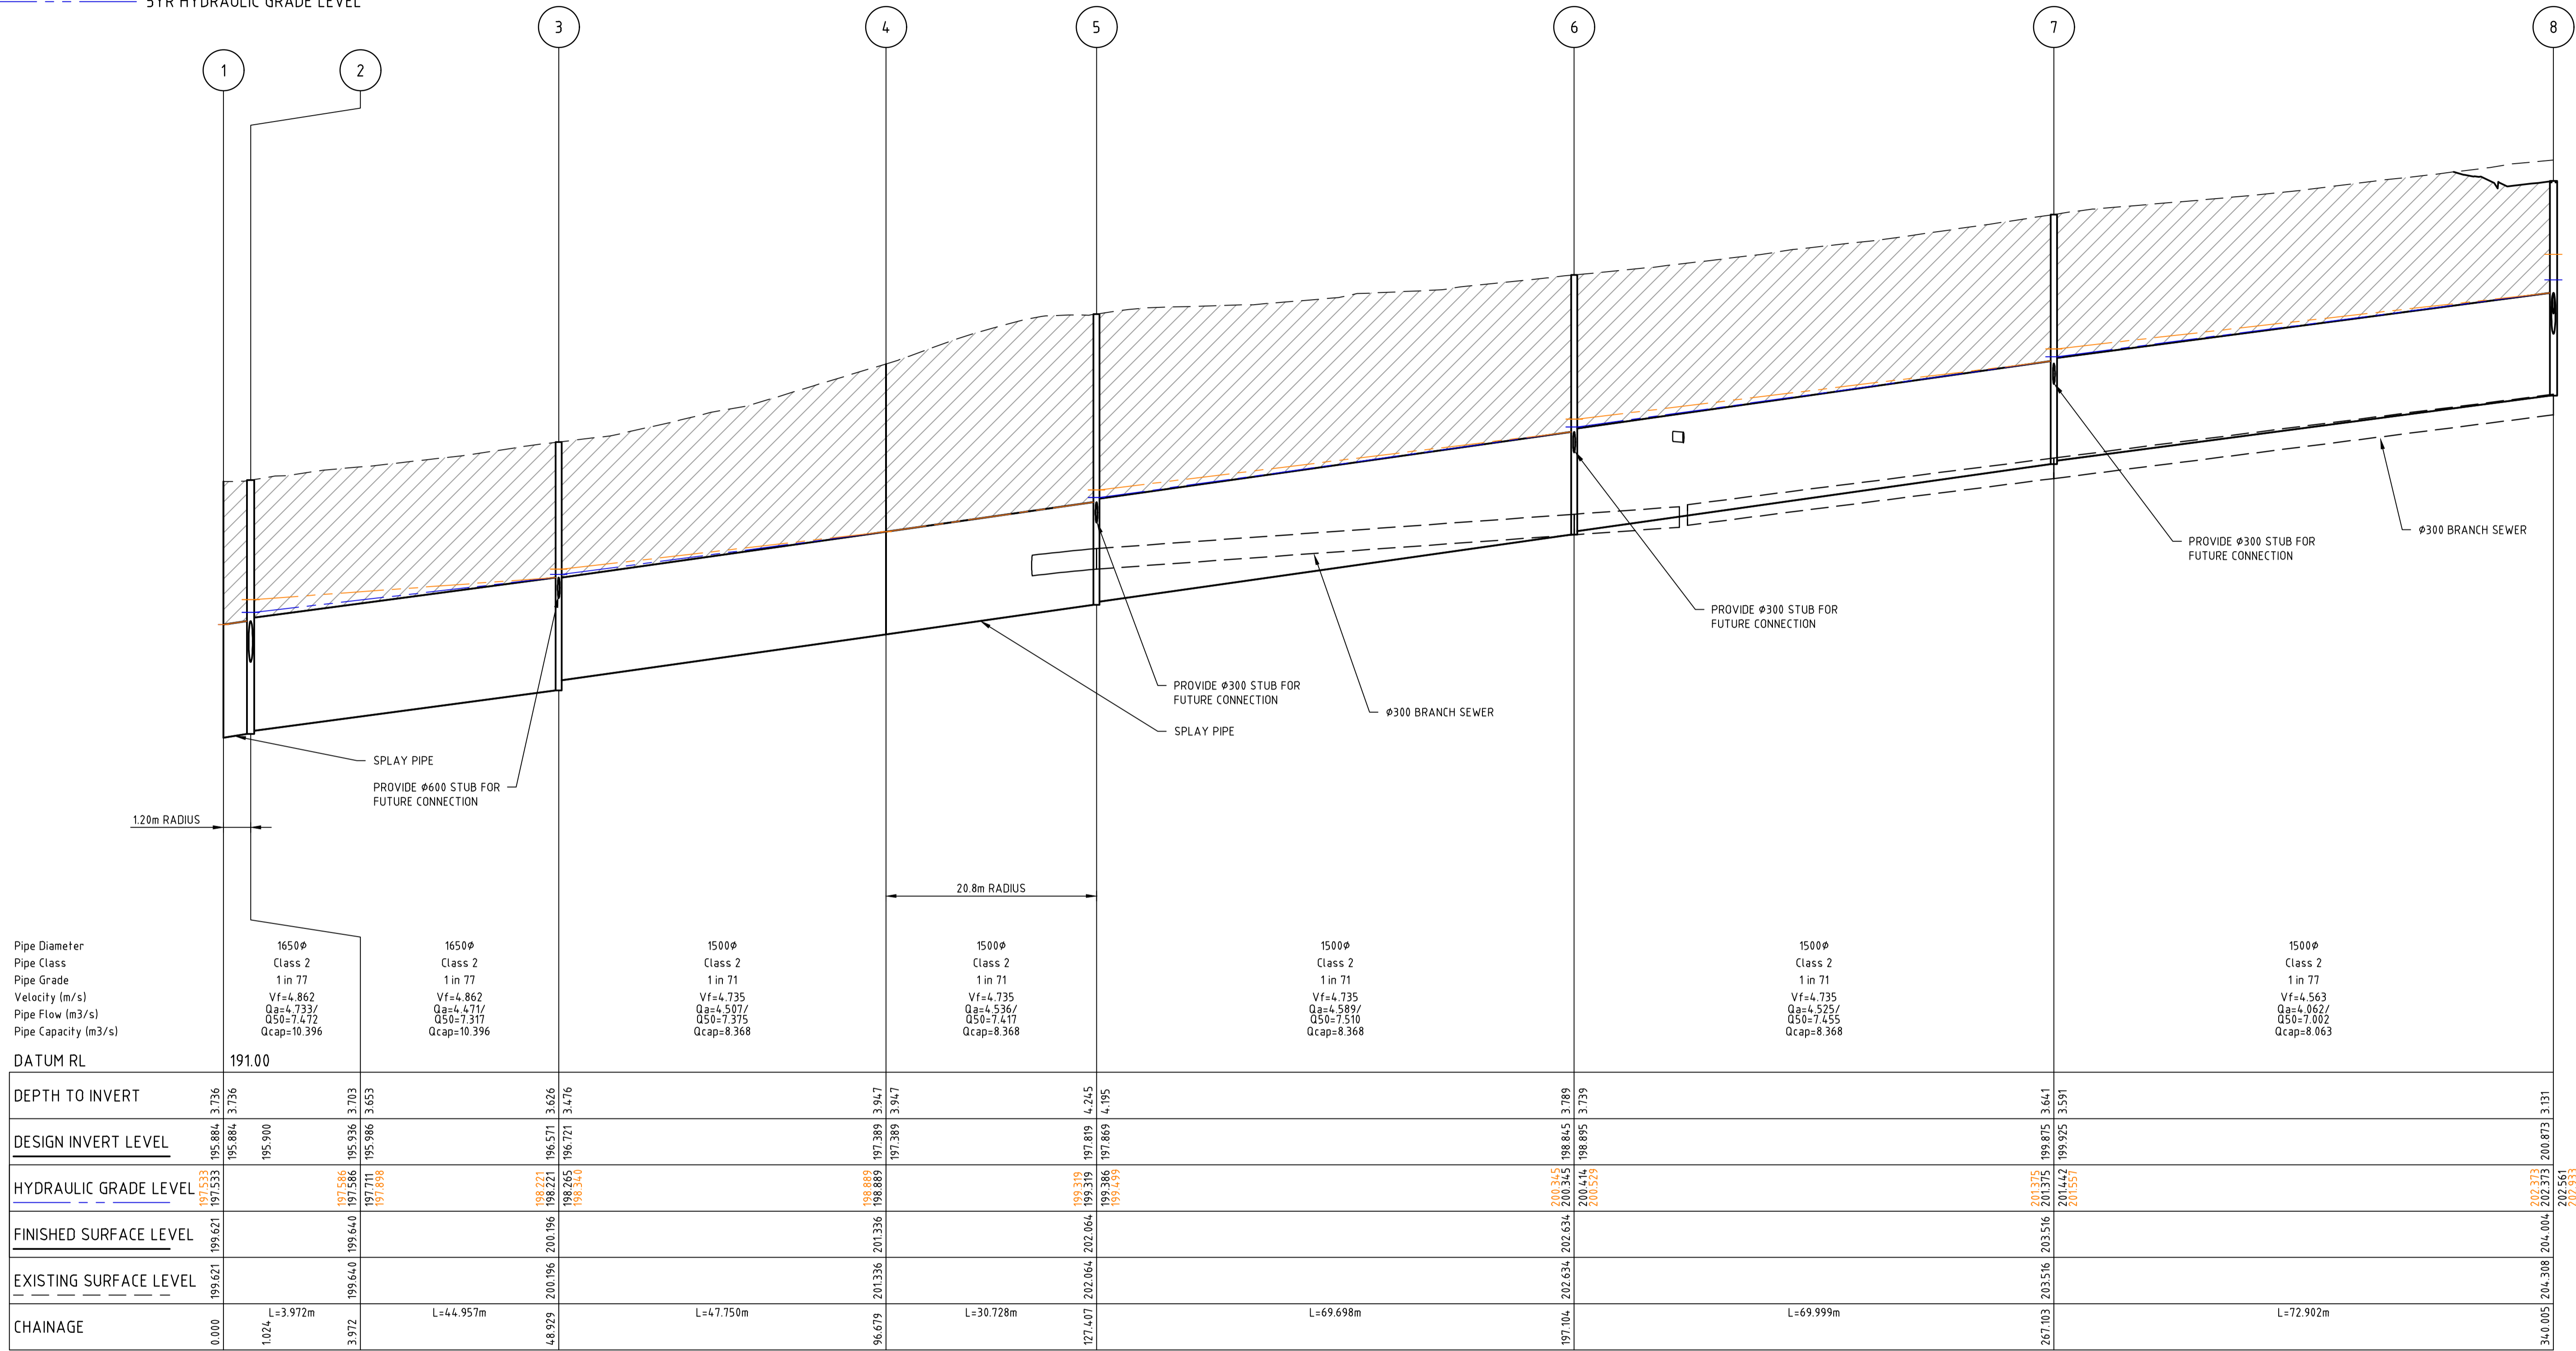 5YR HYDRAULIC GRADE LEVEL
1
2
3
4
5
6
7
8
PROVIDE Ø300 STUB FOR
FUTURE CONNECTION
Ø300 BRANCH SEWER
PROVIDE Ø300 STUB FOR
FUTURE CONNECTION
PROVIDE Ø300 STUB FOR
FUTURE CONNECTION
Ø300 BRANCH SEWER
SPLAY PIPE
SPLAY PIPE
PROVIDE Ø600 STUB FOR
FUTURE CONNECTION
1.20m RADIUS
20.8m RADIUS
Pipe Diameter 1650Ø 1650Ø 1500Ø 1500Ø 1500Ø 1500Ø 1500Ø
Pipe Class Class 2 Class 2 Class 2 Class 2 Class 2 Class 2 Class 2
Pipe Grade 1 in 77 1 in 77 1 in 71 1 in 71 1 in 71 1 in 71 1 in 77
Velocity (m/s) Vf=4.862 Vf=4.862 Vf=4.735 Vf=4.735 Vf=4.735 Vf=4.735 Vf=4.563
Pipe Flow (m3/s) Qa=4.733/ Qa=4.471/ Qa=4.507/ Qa=4.536/ Qa=4.589/ Qa=4.525/ Qa=4.062/
Q50=7.472 Q50=7.317 Q50=7.375 Q50=7.417 Q50=7.510 Q50=7.455 Q50=7.002
Pipe Capacity (m3/s) Qcap=10.396 Qcap=10.396 Qcap=8.368 Qcap=8.368 Qcap=8.368 Qcap=8.368 Qcap=8.063
DATUM RL 191.00
DEPTH TO INVERT 3.736 3.736 3.703 3.653 3.626 3.476 3.947 3.947 4.245 4.195 3.789 3.739 3.641 3.591 3.131
DESIGN INVERT LEVEL 195.884 195.884 195.900 195.936 195.986 196.571 196.721 197.389 197.389 197.819 197.869 198.845 198.895 199.875 199.925 200.873
HYDRAULIC GRADE LEVEL 197.533 197.533 197.586 197.586 197.711 197.898 198.221 198.221 198.265 198.340 198.889 198.889 199.319 199.319 199.386 199.499 200.345 200.345 200.414 200.529 201.375 201.375 201.442 201.557 202.373 202.373 202.561 202.933
FINISHED SURFACE LEVEL 199.621 199.640 200.196 201.336 202.064 202.634 203.516 204.004
EXISTING SURFACE LEVEL 199.621 199.640 200.196 201.336 202.064 202.634 203.516 204.308
CHAINAGE 0.000 1.024 L=3.972m 3.972 L=44.957m 48.929 L=47.750m 96.679 L=30.728m 127.407 L=69.698m 197.104 L=69.999m 267.103 L=72.902m 340.005